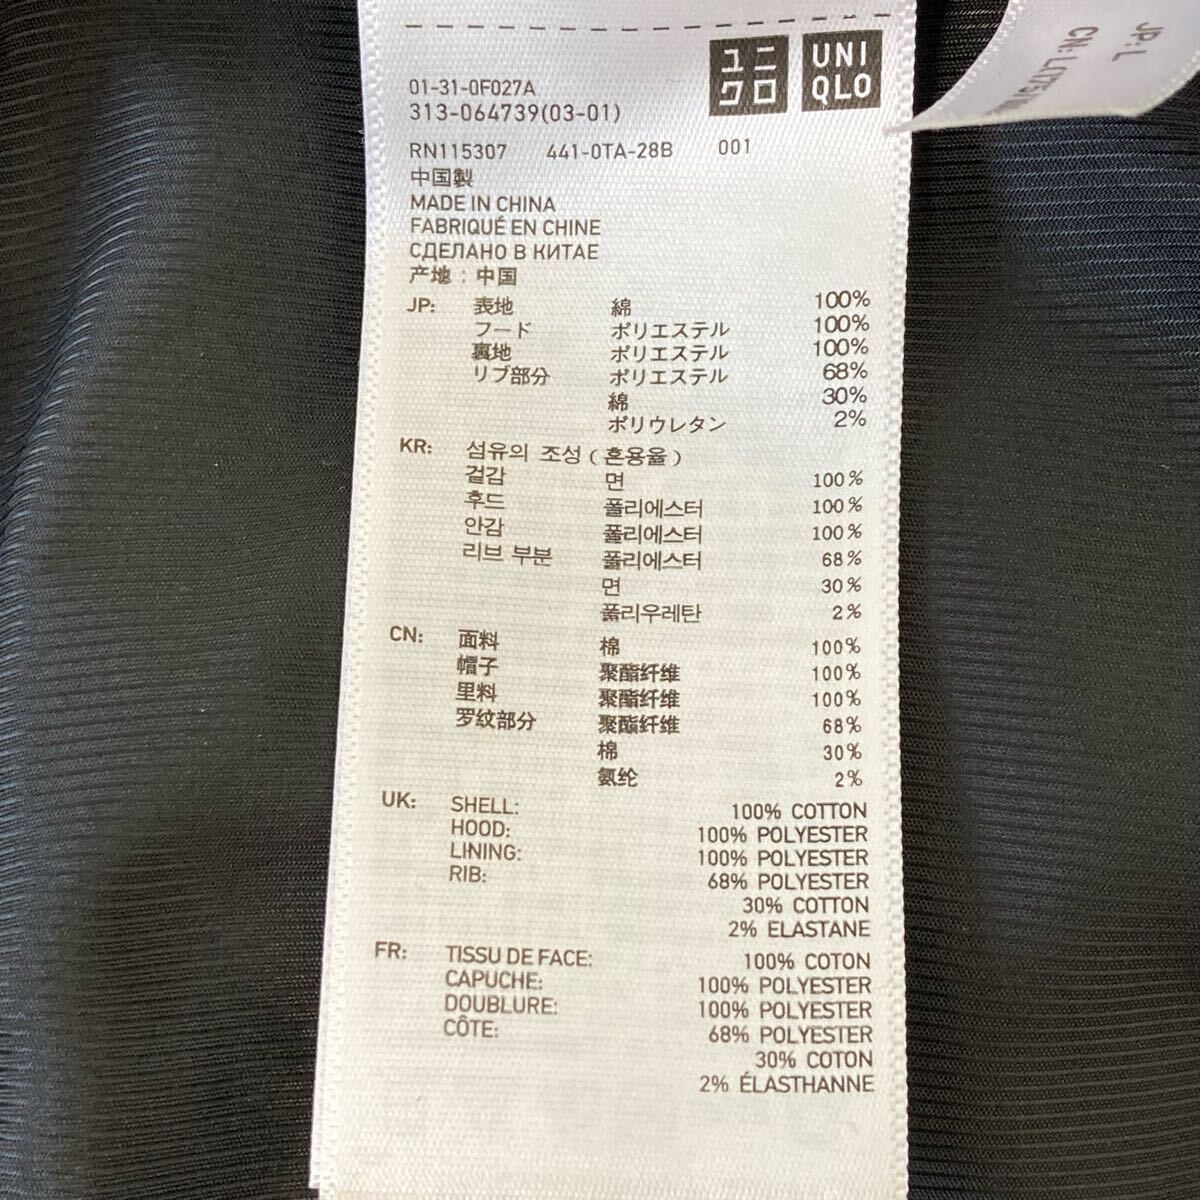 ユニ
クロ
UNI
QLO
01-31-0F027A
313-064739(03-01)
RN115307 441-0TA-28B 001
中国製
MADE IN CHINA
FABRIQUÉ EN CHINE
СДЕЛАНО В КИТАЕ
产地：中国
JP: 表地 綿 100%
フード ポリエステル 100%
裏地 ポリエステル 100%
リブ部分 ポリエステル 68%
綿 30%
ポリウレタン 2%
KR: 섬유의 조성 ( 혼용율 )
겉감 면 100%
후드 폴리에스터 100%
안감 폴리에스터 100%
리브 부분 폴리에스터 68%
면 30%
폴리우레탄 2%
CN: 面料 棉 100%
帽子 聚酯纤维 100%
里料 聚酯纤维 100%
罗纹部分 聚酯纤维 68%
棉 30%
氨纶 2%
UK: SHELL: 100% COTTON
HOOD: 100% POLYESTER
LINING: 100% POLYESTER
RIB: 68% POLYESTER
30% COTTON
2% ELASTANE
FR: TISSU DE FACE: 100% COTON
CAPUCHE: 100% POLYESTER
DOUBLURE: 100% POLYESTER
CÔTE: 68% POLYESTER
30% COTON
2% ÉLASTHANNE
JP: L